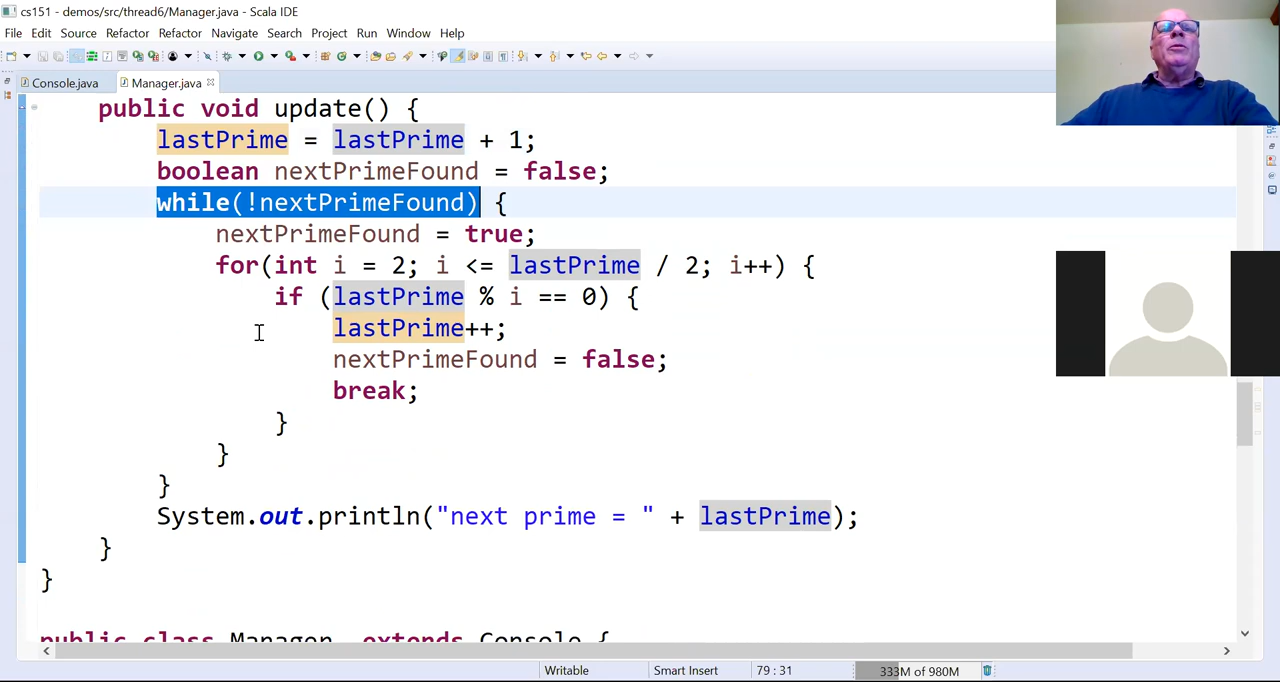 cs151 - demos/src/thread6/Manager.java - Scala IDE
File Edit Source Refactor Refactor Navigate Search Project Run Window Help
Console.java Manager.java
public void update() {
lastPrime = lastPrime + 1;
boolean nextPrimeFound = false;
while(!nextPrimeFound) {
nextPrimeFound = true;
for(int i = 2; i <= lastPrime / 2; i++) {
if (lastPrime % i == 0) {
lastPrime++;
nextPrimeFound = false;
break;
}
}
}
System.out.println("next prime = " + lastPrime);
}
}
public class Manager extends Console {
Writable Smart Insert 79 : 31 333M of 980M